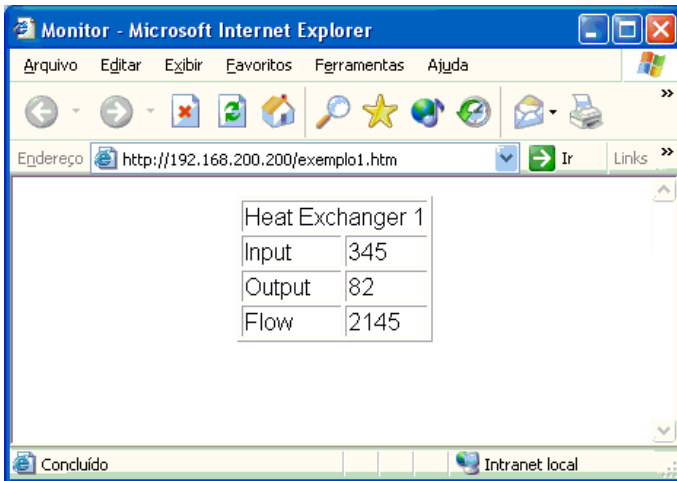 Monitor - Microsoft Internet Explorer
Arquivo Editar Exibir Favoritos Ferramentas Ajuda
»
Endereço http://192.168.200.200/exemplo1.htm Ir Links »
Heat Exchanger 1
Input 345
Output 82
Flow 2145
Concluído Intranet local